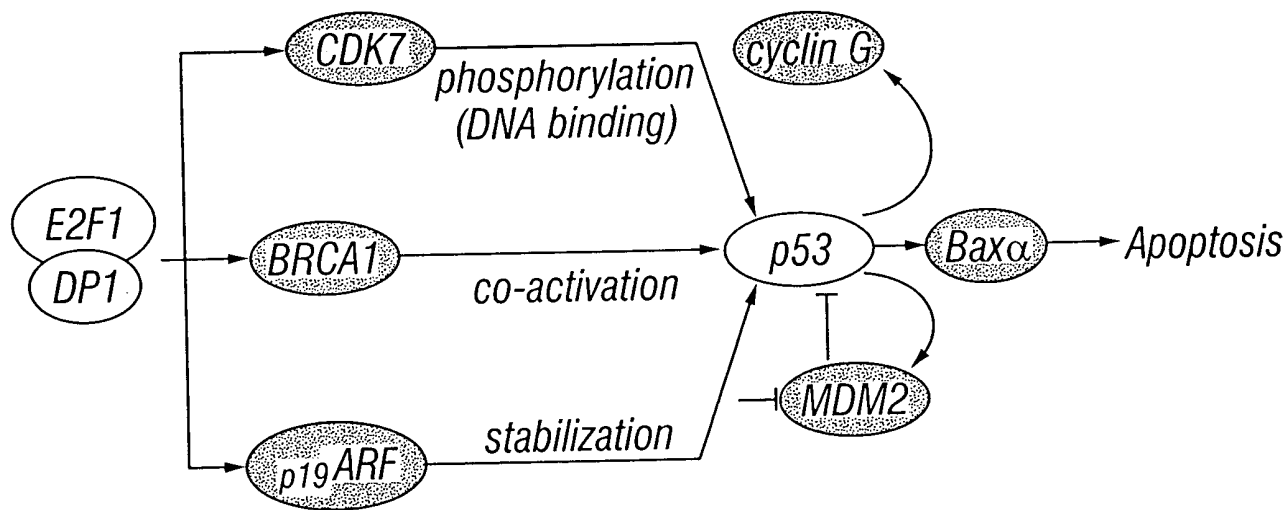 CDK7
cyclin G
phosphorylation
(DNA binding)
E2F1
DP1
BRCA1
co-activation
p53
Baxα
Apoptosis
MDM2
stabilization
p19ARF